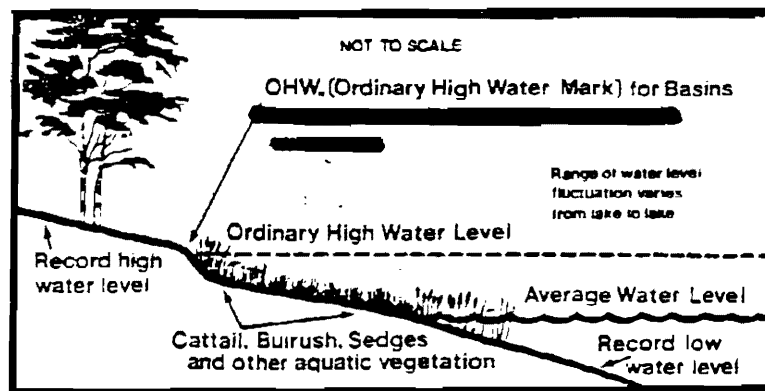 NOT TO SCALE
OHW. (Ordinary High Water Mark) for Basins
Range of water level
fluctuation varies
from lake to lake
Ordinary High Water Level
Record high
water level
Average Water Level
Cattail, Bulrush, Sedges
and other aquatic vegetation
Record low
water level